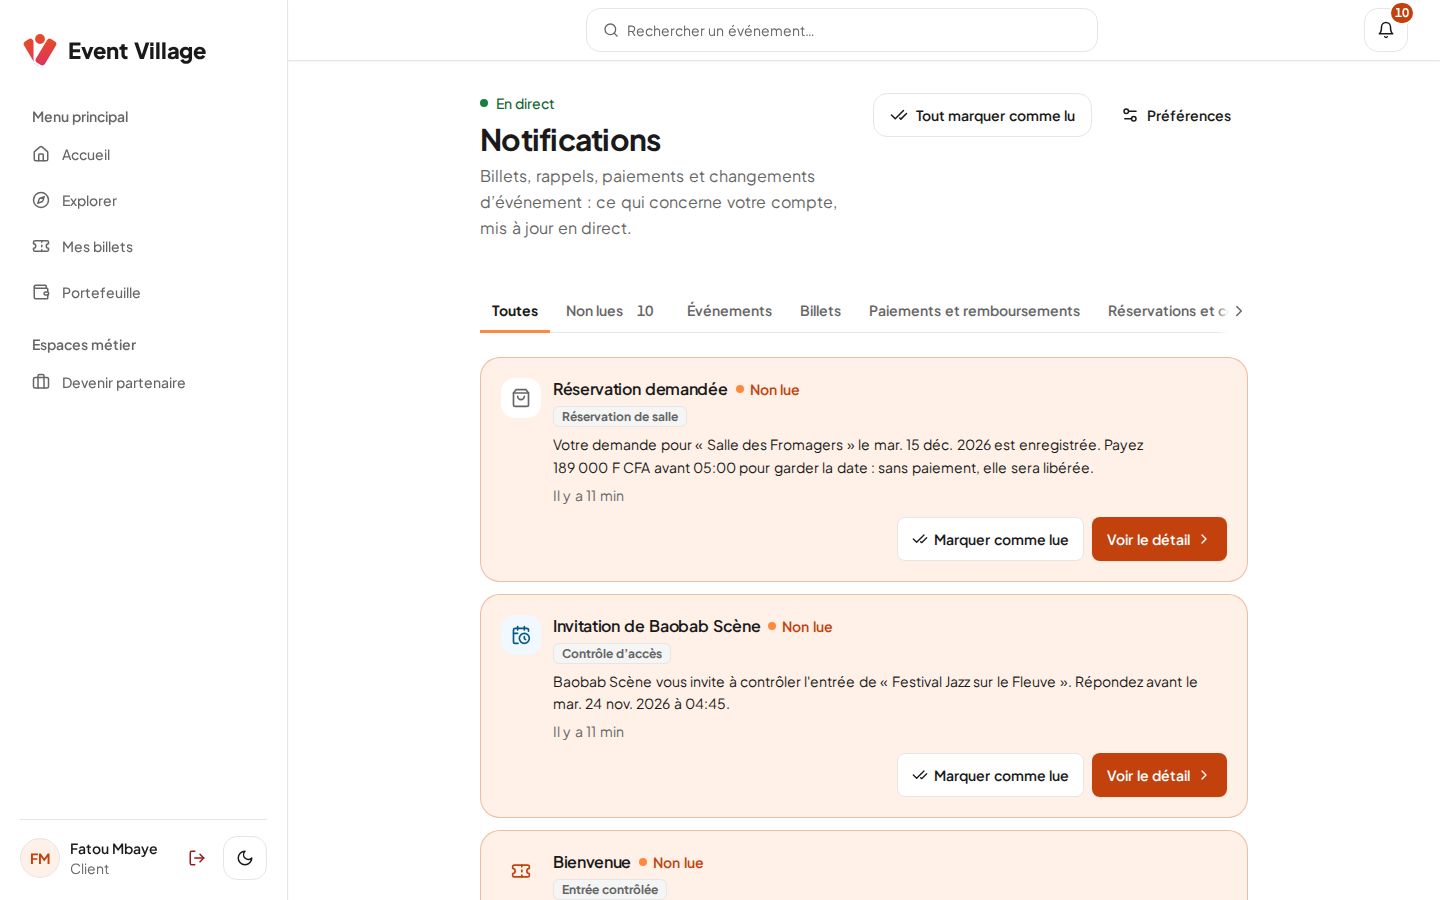 Event Village
Menu principal
Accueil
Explorer
Mes billets
Portefeuille
Espaces métier
Devenir partenaire
FM
Fatou Mbaye
Client
Rechercher un événement…
10
En direct
Notifications
Billets, rappels, paiements et changements
d’événement : ce qui concerne votre compte,
mis à jour en direct.
Tout marquer comme lu
Préférences
Toutes
Non lues 10
Événements
Billets
Paiements et remboursements
Réservations et
Réservation demandée
Non lue
Réservation de salle
Votre demande pour « Salle des Fromagers » le mar. 15 déc. 2026 est enregistrée. Payez
189 000 F CFA avant 05:00 pour garder la date : sans paiement, elle sera libérée.
Il y a 11 min
Marquer comme lue
Voir le détail
Invitation de Baobab Scène
Non lue
Contrôle d’accès
Baobab Scène vous invite à contrôler l'entrée de « Festival Jazz sur le Fleuve ». Répondez avant le
mar. 24 nov. 2026 à 04:45.
Il y a 11 min
Marquer comme lue
Voir le détail
Bienvenue
Non lue
Entrée contrôlée